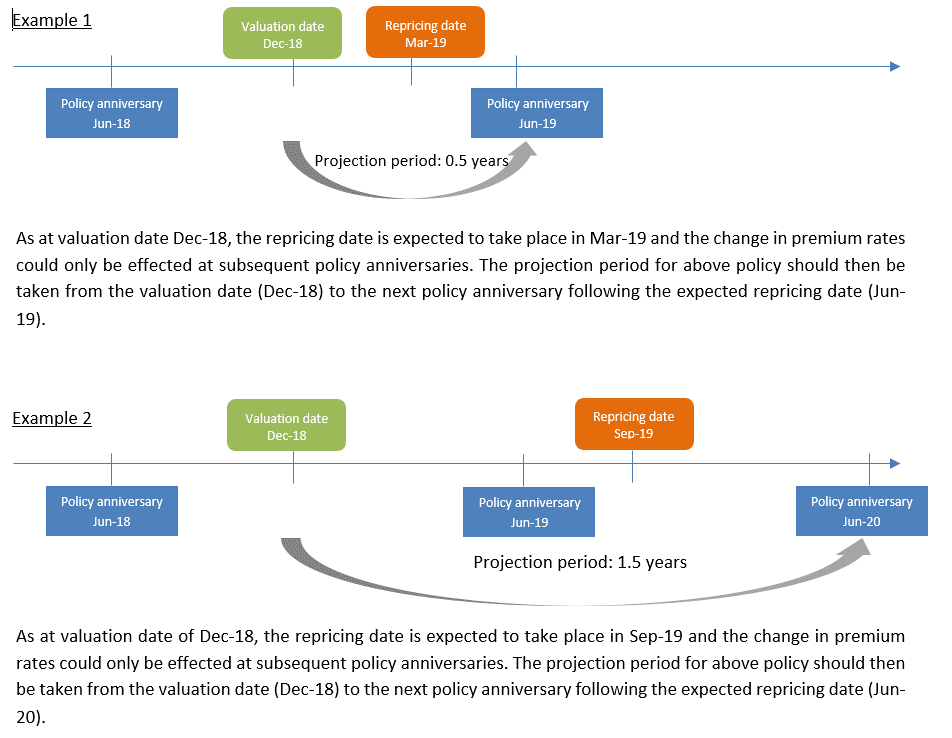 Example 1
Valuation date
Dec-18
Repricing date
Mar-19
Policy anniversary
Jun-18
Policy anniversary
Jun-19
Projection period: 0.5 years
As at valuation date Dec-18, the repricing date is expected to take place in Mar-19 and the change in premium rates
could only be effected at subsequent policy anniversaries. The projection period for above policy should then be
taken from the valuation date (Dec-18) to the next policy anniversary following the expected repricing date (Jun-
19).
Example 2
Valuation date
Dec-18
Repricing date
Sep-19
Policy anniversary
Jun-18
Policy anniversary
Jun-19
Policy anniversary
Jun-20
Projection period: 1.5 years
As at valuation date of Dec-18, the repricing date is expected to take place in Sep-19 and the change in premium
rates could only be effected at subsequent policy anniversaries. The projection period for above policy should then
be taken from the valuation date (Dec-18) to the next policy anniversary following the expected repricing date (Jun-
20).